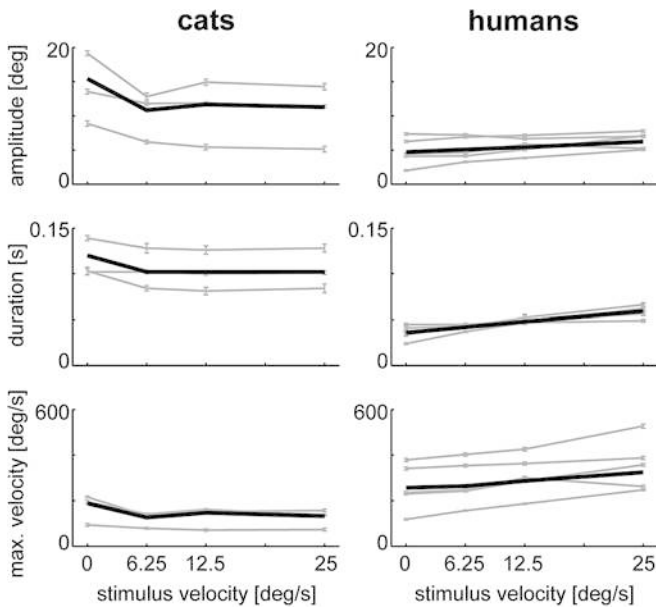 cats
humans
amplitude [deg]
20
0
20
0
duration [s]
0.15
0
0.15
0
max. velocity [deg/s]
600
0
600
0
0 6.25 12.5 25
0 6.25 12.5 25
stimulus velocity [deg/s]
stimulus velocity [deg/s]